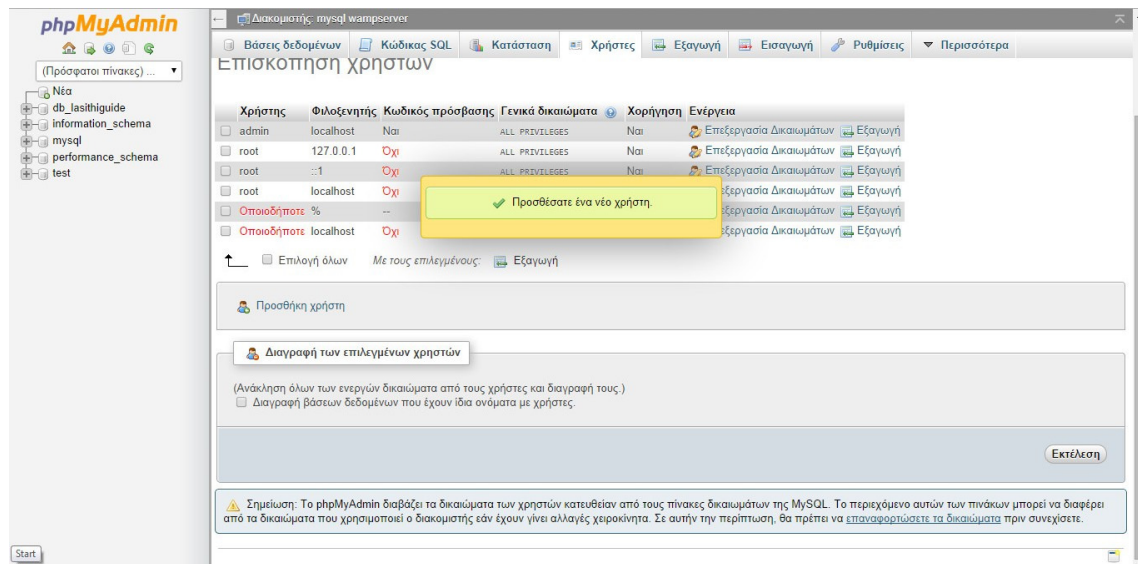 phpMyAdmin
(Πρόσφατοι πίνακες) ...
Νέα
db_lasithiguide
information_schema
mysql
performance_schema
test
Διακομιστής: mysql wampserver
Βάσεις δεδομένων Κώδικας SQL Κατάσταση Χρήστες Εξαγωγή Εισαγωγή Ρυθμίσεις Περισσότερα
Επισκόπηση χρηστών
Χρήστης Φιλοξενητής Κωδικός πρόσβασης Γενικά δικαιώματα Χορήγηση Ενέργεια
admin localhost Ναι ALL PRIVILEGES Ναι Επεξεργασία Δικαιωμάτων Εξαγωγή
root 127.0.0.1 Όχι ALL PRIVILEGES Ναι Επεξεργασία Δικαιωμάτων Εξαγωγή
root ::1 Όχι ALL PRIVILEGES Ναι Επεξεργασία Δικαιωμάτων Εξαγωγή
root localhost Όχι εξεργασία Δικαιωμάτων Εξαγωγή
Προσθέσατε ένα νέο χρήστη.
Οποιοδήποτε % -- εξεργασία Δικαιωμάτων Εξαγωγή
Οποιοδήποτε localhost Όχι εξεργασία Δικαιωμάτων Εξαγωγή
Επιλογή όλων Με τους επιλεγμένους: Εξαγωγή
Προσθήκη χρήστη
Διαγραφή των επιλεγμένων χρηστών
(Ανάκληση όλων των ενεργών δικαιώματα από τους χρήστες και διαγραφή τους.)
Διαγραφή βάσεων δεδομένων που έχουν ίδια ονόματα με χρήστες.
Εκτέλεση
Σημείωση: Το phpMyAdmin διαβάζει τα δικαιώματα των χρηστών κατευθείαν από τους πίνακες δικαιωμάτων της MySQL. Το περιεχόμενο αυτών των πινάκων μπορεί να διαφέρει
από τα δικαιώματα που χρησιμοποιεί ο διακομιστής εάν έχουν γίνει αλλαγές χειροκίνητα. Σε αυτήν την περίπτωση, θα πρέπει να επαναφορτώσετε τα δικαιώματα πριν συνεχίσετε.
Start